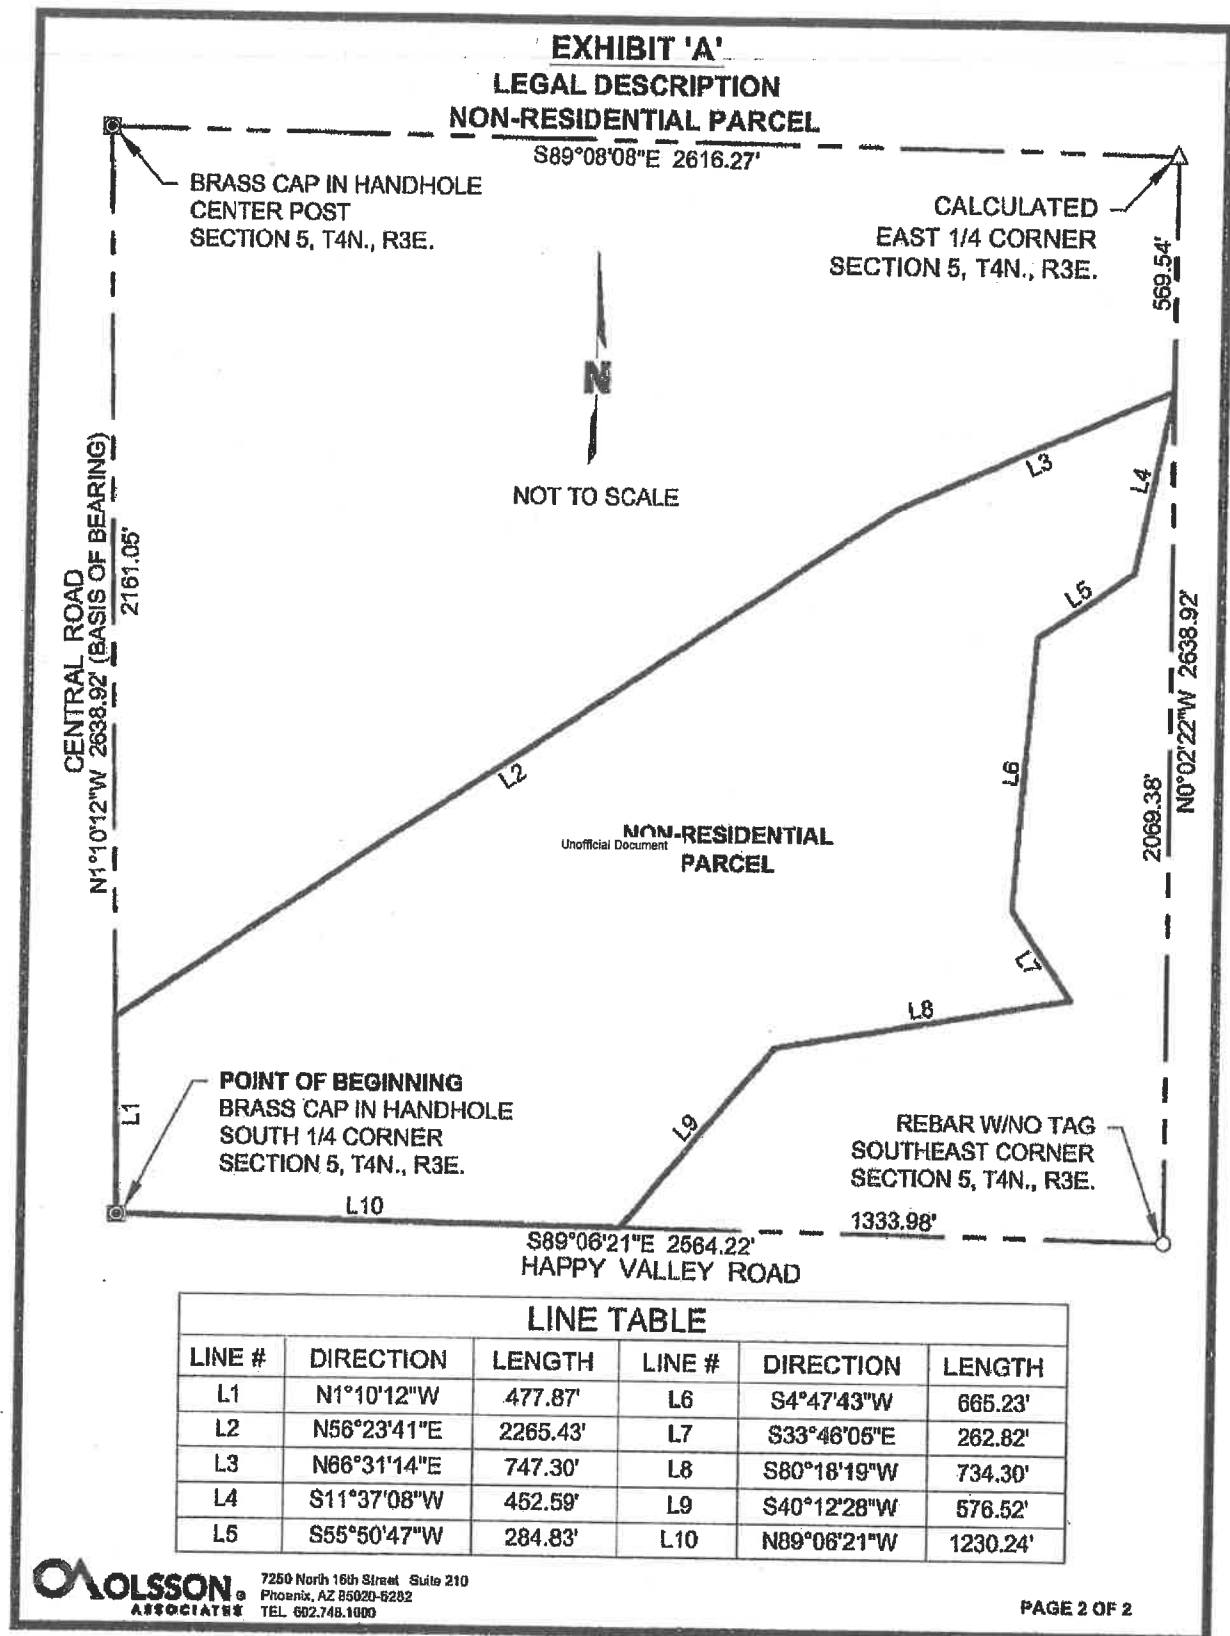 EXHIBIT 'A'
LEGAL DESCRIPTION
NON-RESIDENTIAL PARCEL
S89°08'08"E 2616.27'
BRASS CAP IN HANDHOLE
CENTER POST
SECTION 5, T4N., R3E.
CALCULATED
EAST 1/4 CORNER
SECTION 5, T4N., R3E.
569.54'
N
NOT TO SCALE
CENTRAL ROAD
N1°10'12"W 2638.92' (BASIS OF BEARING)
2161.05'
L3
L4
L5
L2
L6
N0°02'22"W 2638.92'
2069.38'
NON-RESIDENTIAL
Unofficial Document
PARCEL
L7
L8
POINT OF BEGINNING
BRASS CAP IN HANDHOLE
SOUTH 1/4 CORNER
SECTION 5, T4N., R3E.
L1
L9
REBAR W/NO TAG
SOUTHEAST CORNER
SECTION 5, T4N., R3E.
L10
1333.98'
S89°06'21"E 2564.22'
HAPPY VALLEY ROAD
LINE TABLE
LINE # DIRECTION LENGTH LINE # DIRECTION LENGTH
L1 N1°10'12"W 477.87' L6 S4°47'43"W 665.23'
L2 N56°23'41"E 2265.43' L7 S33°46'05"E 262.82'
L3 N66°31'14"E 747.30' L8 S80°18'19"W 734.30'
L4 S11°37'08"W 452.59' L9 S40°12'28"W 576.52'
L5 S55°50'47"W 284.83' L10 N89°06'21"W 1230.24'
OLSSON
ASSOCIATES
7250 North 16th Street Suite 210
Phoenix, AZ 85020-5282
TEL 602.748.1000
PAGE 2 OF 2